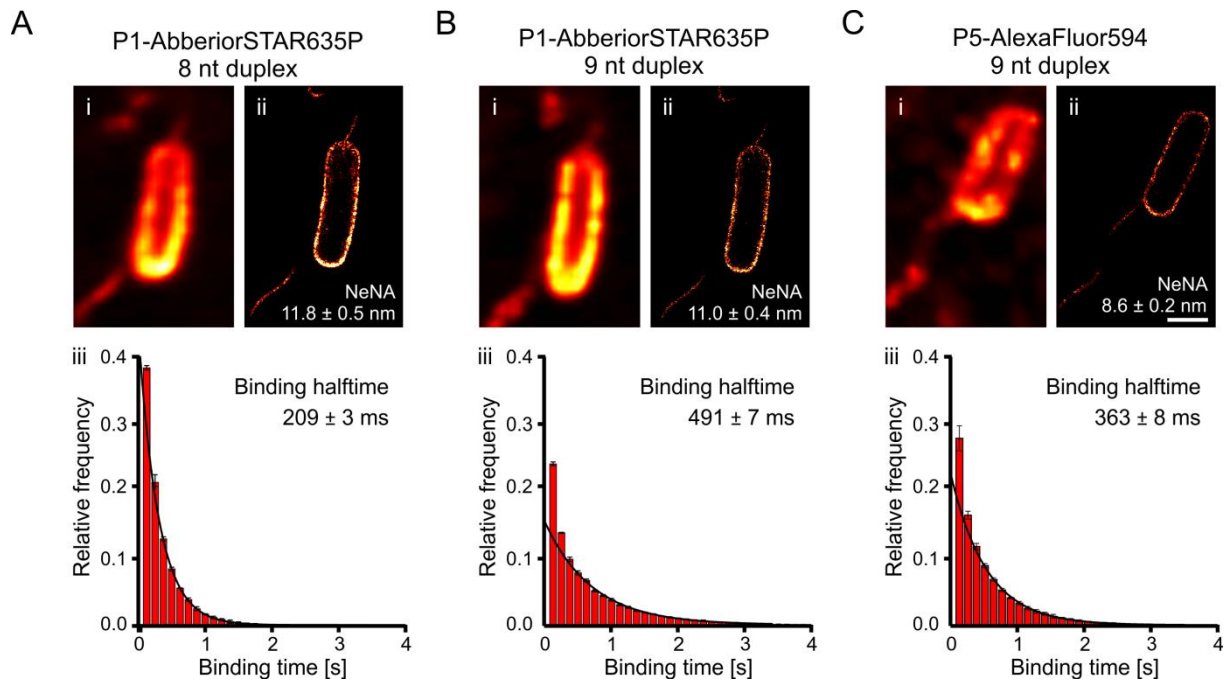 A
P1-AbberiorSTAR635P
8 nt duplex
i
ii
NeNA
11.8 ± 0.5 nm
iii
0.4
0.3
0.2
0.1
0.0
Relative frequency
Binding halftime
209 ± 3 ms
0 1 2 3 4
Binding time [s]
B
P1-AbberiorSTAR635P
9 nt duplex
i
ii
NeNA
11.0 ± 0.4 nm
iii
0.4
0.3
0.2
0.1
0.0
Relative frequency
Binding halftime
491 ± 7 ms
0 1 2 3 4
Binding time [s]
C
P5-AlexaFluor594
9 nt duplex
i
ii
NeNA
8.6 ± 0.2 nm
iii
0.4
0.3
0.2
0.1
0.0
Relative frequency
Binding halftime
363 ± 8 ms
0 1 2 3 4
Binding time [s]